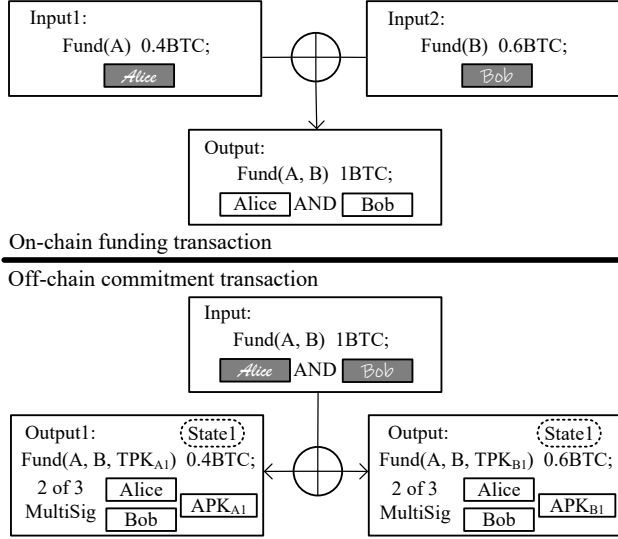 Input1:
Fund(A) 0.4BTC;
Alice
Input2:
Fund(B) 0.6BTC;
Bob
Output:
Fund(A, B) 1BTC;
Alice AND Bob
On-chain funding transaction
Off-chain commitment transaction
Input:
Fund(A, B) 1BTC;
Alice AND Bob
Output1: State1
Fund(A, B, TPKA1) 0.4BTC;
2 of 3
MultiSig
Alice
Bob
APKA1
Output: State1
Fund(A, B, TPKB1) 0.6BTC;
2 of 3
MultiSig
Alice
Bob
APKB1